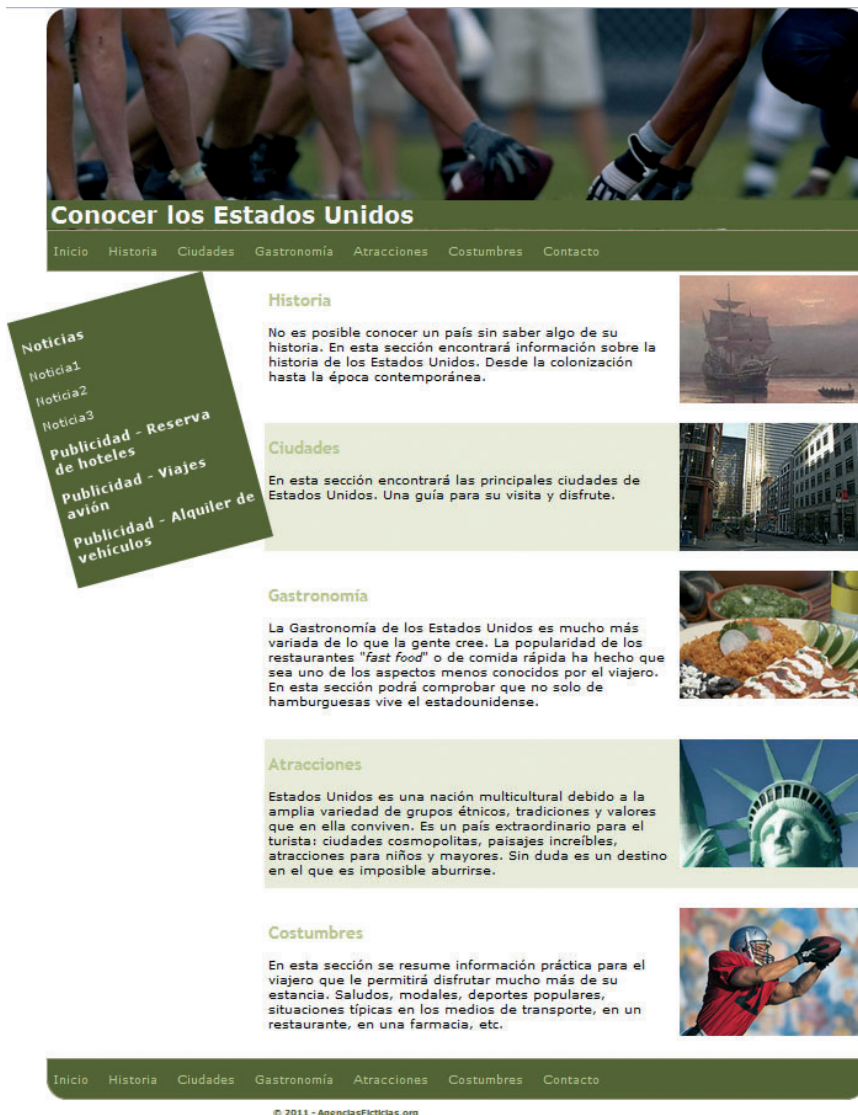 Conocer los Estados Unidos
Inicio Historia Ciudades Gastronomía Atracciones Costumbres Contacto
Noticias
Noticia1
Noticia2
Noticia3
Publicidad - Reserva
de hoteles
Publicidad - Viajes
avión
Publicidad - Alquiler de
vehículos
Historia
No es posible conocer un país sin saber algo de su
historia. En esta sección encontrará información sobre la
historia de los Estados Unidos. Desde la colonización
hasta la época contemporánea.
Ciudades
En esta sección encontrará las principales ciudades de
Estados Unidos. Una guía para su visita y disfrute.
Gastronomía
La Gastronomía de los Estados Unidos es mucho más
variada de lo que la gente cree. La popularidad de los
restaurantes "fast food" o de comida rápida ha hecho que
sea uno de los aspectos menos conocidos por el viajero.
En esta sección podrá comprobar que no solo de
hamburguesas vive el estadounidense.
Atracciones
Estados Unidos es una nación multicultural debido a la
amplia variedad de grupos étnicos, tradiciones y valores
que en ella conviven. Es un país extraordinario para el
turista: ciudades cosmopolitas, paisajes increíbles,
atracciones para niños y mayores. Sin duda es un destino
en el que es imposible aburrirse.
Costumbres
En esta sección se resume información práctica para el
viajero que le permitirá disfrutar mucho más de su
estancia. Saludos, modales, deportes populares,
situaciones típicas en los medios de transporte, en un
restaurante, en una farmacia, etc.
Inicio Historia Ciudades Gastronomía Atracciones Costumbres Contacto
© 2011 - AgenciasFicticias.org